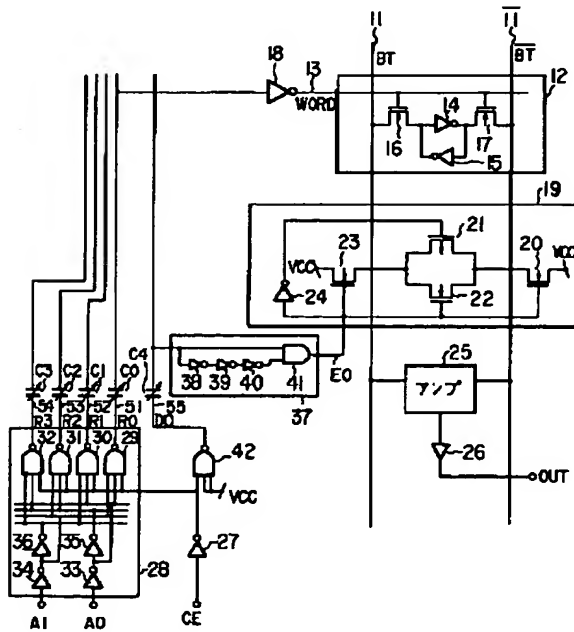 11
11
BT
BT
18
13
WORD
12
14
16
15
17
19
21
23
20
VCC
VCC
24
22
C4
C3
C2
C1
C0
25
アンプ
38
39
40
41
E0
37
54
53
52
51
55
R3
R2
R1
R0
D0
32
31
30
29
42
26
OUT
VCC
36
35
27
34
33
28
A1
A0
CE